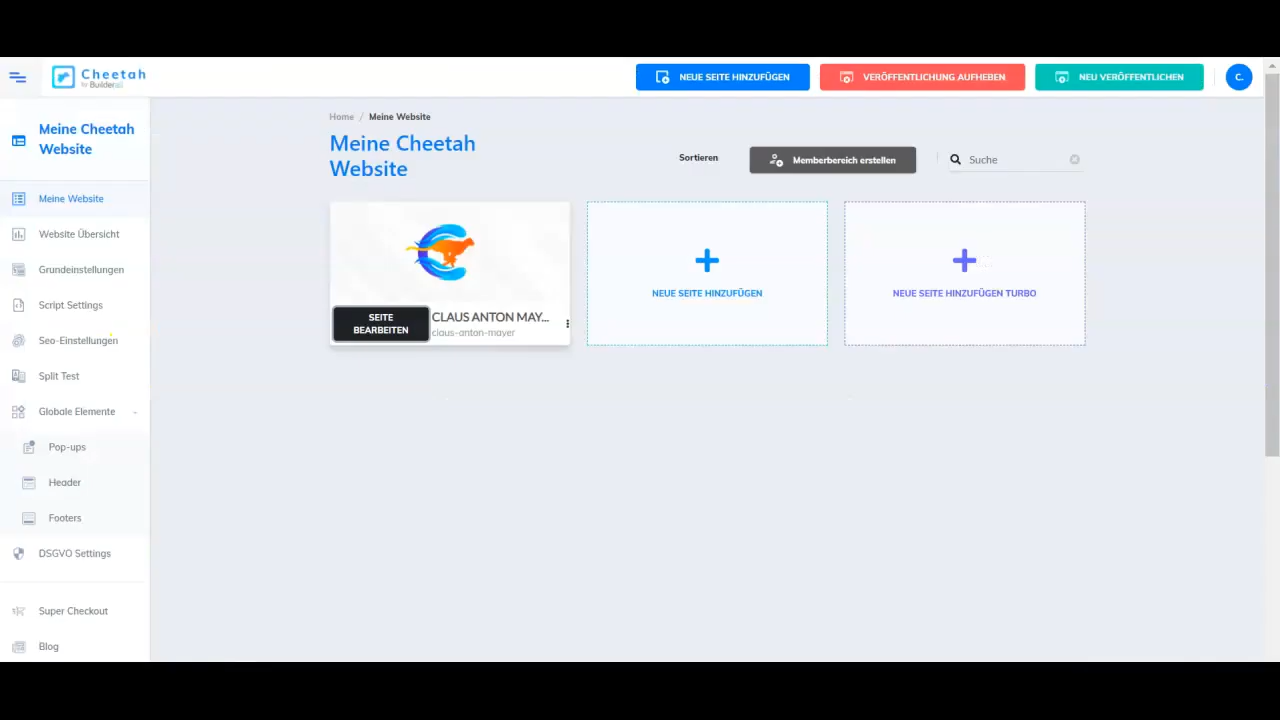 Cheetah
by Builderall
NEUE SEITE HINZUFÜGEN
VERÖFFENTLICHUNG AUFHEBEN
NEU VERÖFFENTLICHEN
C.
Meine Cheetah
Website
Meine Website
Website Übersicht
Grundeinstellungen
Script Settings
Seo-Einstellungen
Split Test
Globale Elemente
Pop-ups
Header
Footers
DSGVO Settings
Super Checkout
Blog
Home / Meine Website
Meine Cheetah
Website
Sortieren
Memberbereich erstellen
Suche
SEITE
BEARBEITEN
CLAUS ANTON MAY...
claus-anton-mayer
NEUE SEITE HINZUFÜGEN
NEUE SEITE HINZUFÜGEN TURBO